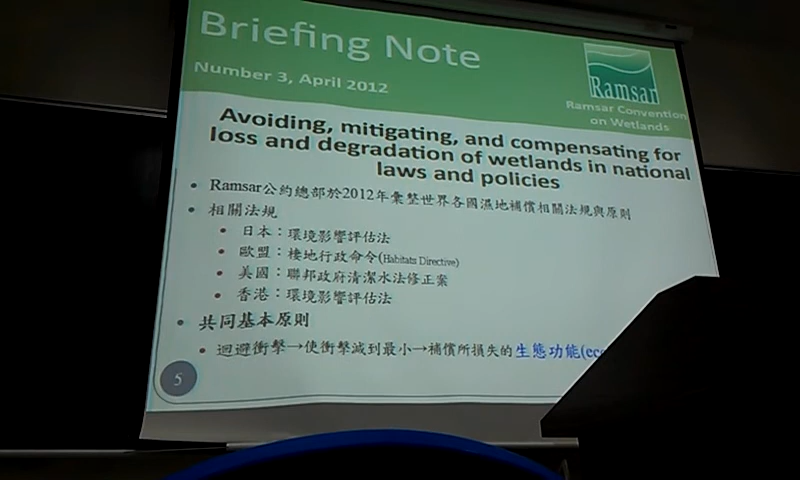 Briefing Note
Number 3, April 2012
Ramsar
Ramsar Convention
on Wetlands
Avoiding, mitigating, and compensating for
loss and degradation of wetlands in national
laws and policies
• Ramsar公約總部於2012年彙整世界各國濕地補償相關法規與原則
• 相關法規
• 日本：環境影響評估法
• 歐盟：棲地行政命令(Habitats Directive)
• 美國：聯邦政府清潔水法修正案
• 香港：環境影響評估法
• 共同基本原則
• 迴避衝擊→使衝擊減到最小→補償所損失的生態功能(ec
5